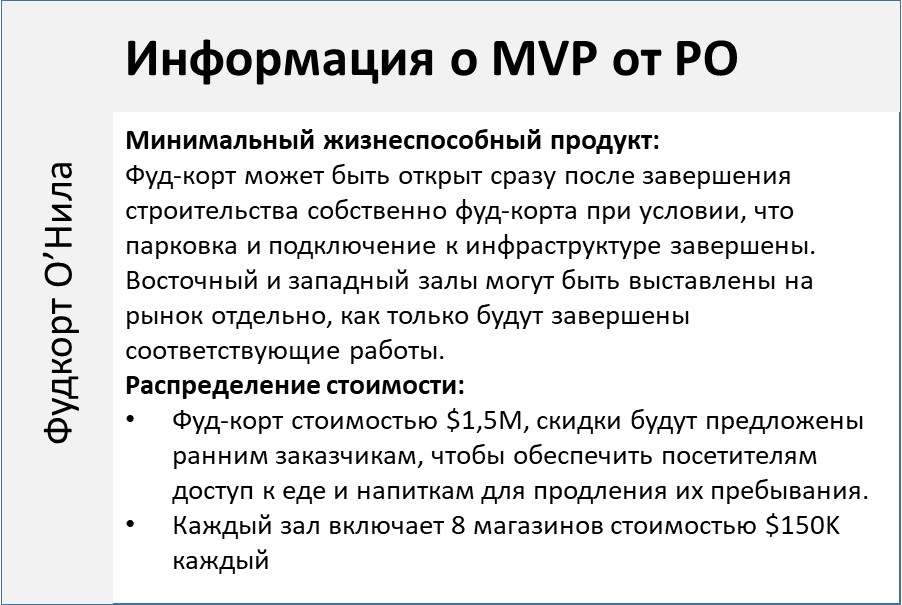 Информация о MVP от PO
Фудкорт О’Нила
Минимальный жизнеспособный продукт:
Фуд-корт может быть открыт сразу после завершения
строительства собственно фуд-корта при условии, что
парковка и подключение к инфраструктуре завершены.
Восточный и западный залы могут быть выставлены на
рынок отдельно, как только будут завершены
соответствующие работы.
Распределение стоимости:
• Фуд-корт стоимостью $1,5M, скидки будут предложены
ранним заказчикам, чтобы обеспечить посетителям
доступ к еде и напиткам для продления их пребывания.
• Каждый зал включает 8 магазинов стоимостью $150K
каждый